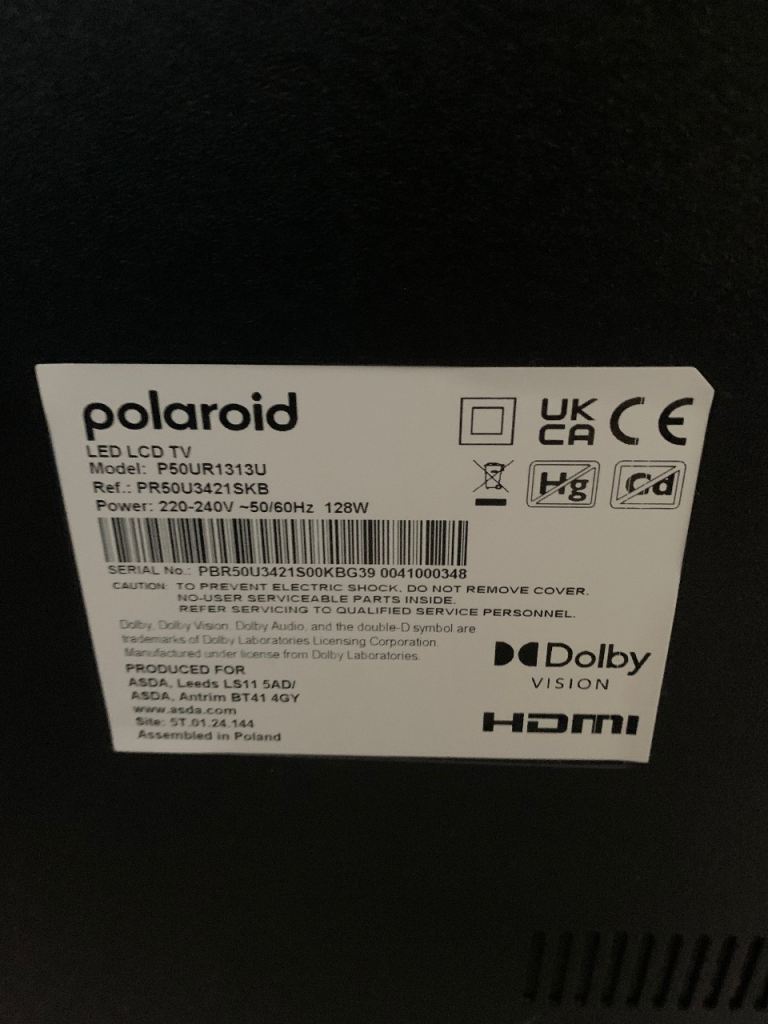 polaroid
LED LCD TV
Model: P50UR1313U
Ref.: PR50U3421SKB
Power: 220-240V ~50/60Hz 128W
UK
CA
CE
Hg
Cd
SERIAL No.: PBR50U3421S00KBG39 0041000348
CAUTION: TO PREVENT ELECTRIC SHOCK, DO NOT REMOVE COVER.
NO-USER SERVICEABLE PARTS INSIDE.
REFER SERVICING TO QUALIFIED SERVICE PERSONNEL.
Dolby, Dolby Vision, Dolby Audio, and the double-D symbol are
trademarks of Dolby Laboratories Licensing Corporation.
Manufactured under license from Dolby Laboratories.
PRODUCED FOR
ASDA, Leeds LS11 5AD/
ASDA, Antrim BT41 4GY
www.asda.com
Site: 5T.01.24.144
Assembled in Poland
Dolby
VISION
HDMI